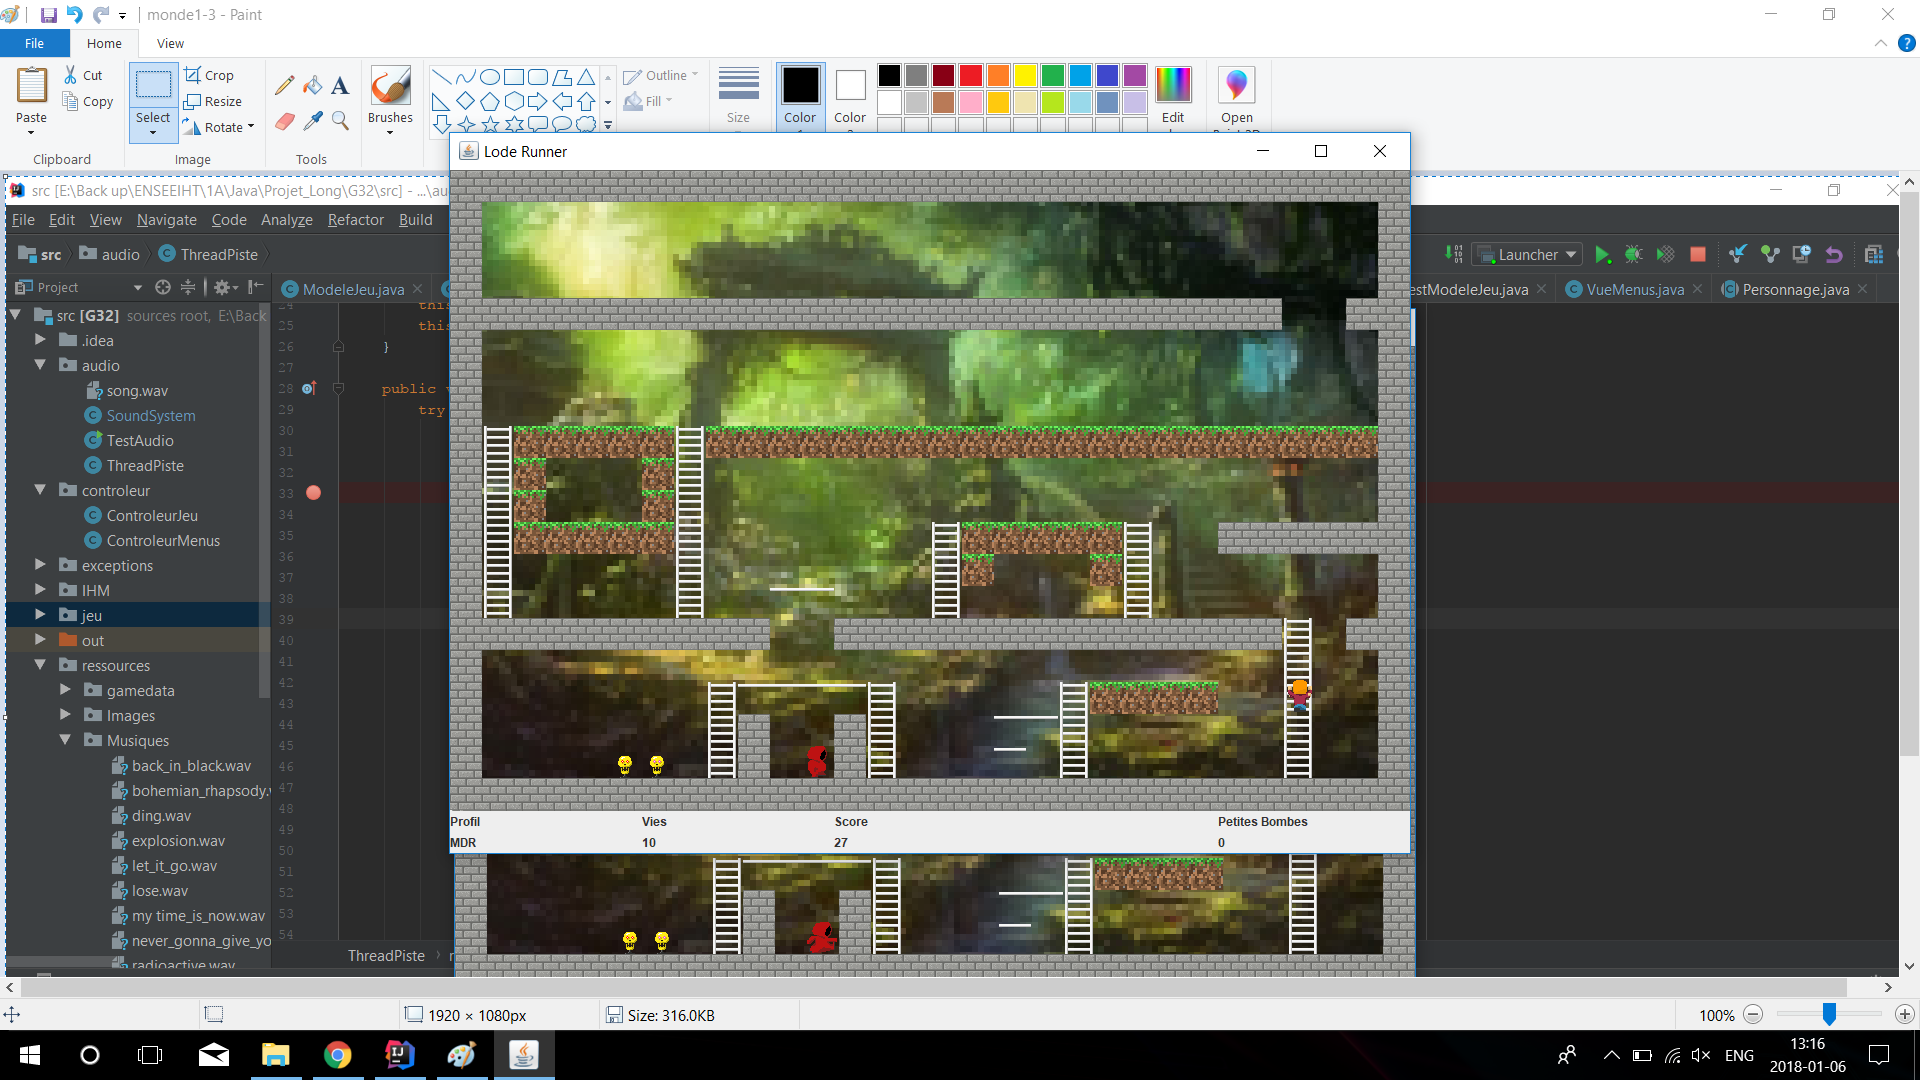 monde1-3 - Paint
File Home View
Paste
Cut
Copy
Clipboard
Select
Crop
Resize
Rotate
Image
Tools
Brushes
Outline
Fill
Size
Color
Color
Edit
Open
Lode Runner
src [E:\Back up\ENSEEIHT\1A\Java\Projet_Long\G32\src] - ...\au
File Edit View Navigate Code Analyze Refactor Build
src audio ThreadPiste
Launcher
Project
ModeleJeu.java
estModeleJeu.java
VueMenus.java
Personnage.java
src [G32] sources root, E:\Back
.idea
audio
song.wav
SoundSystem
TestAudio
ThreadPiste
controleur
ControleurJeu
ControleurMenus
exceptions
IHM
jeu
out
ressources
gamedata
Images
Musiques
back_in_black.wav
bohemian_rhapsody.
ding.wav
explosion.wav
let_it_go.wav
lose.wav
my time_is_now.wav
never_gonna_give_yo
radioactive.wav
24 this
25 this
26 }
27
28 public
29 try
30
31
32
33
34
35
36
37
38
39
40
41
42
43
44
45
46
47
48
49
50
51
52
53
54
ThreadPiste
Profil Vies Score Petites Bombes
MDR 10 27 0
1920 × 1080px
Size: 316.0KB
100%
ENG
13:16
2018-01-06